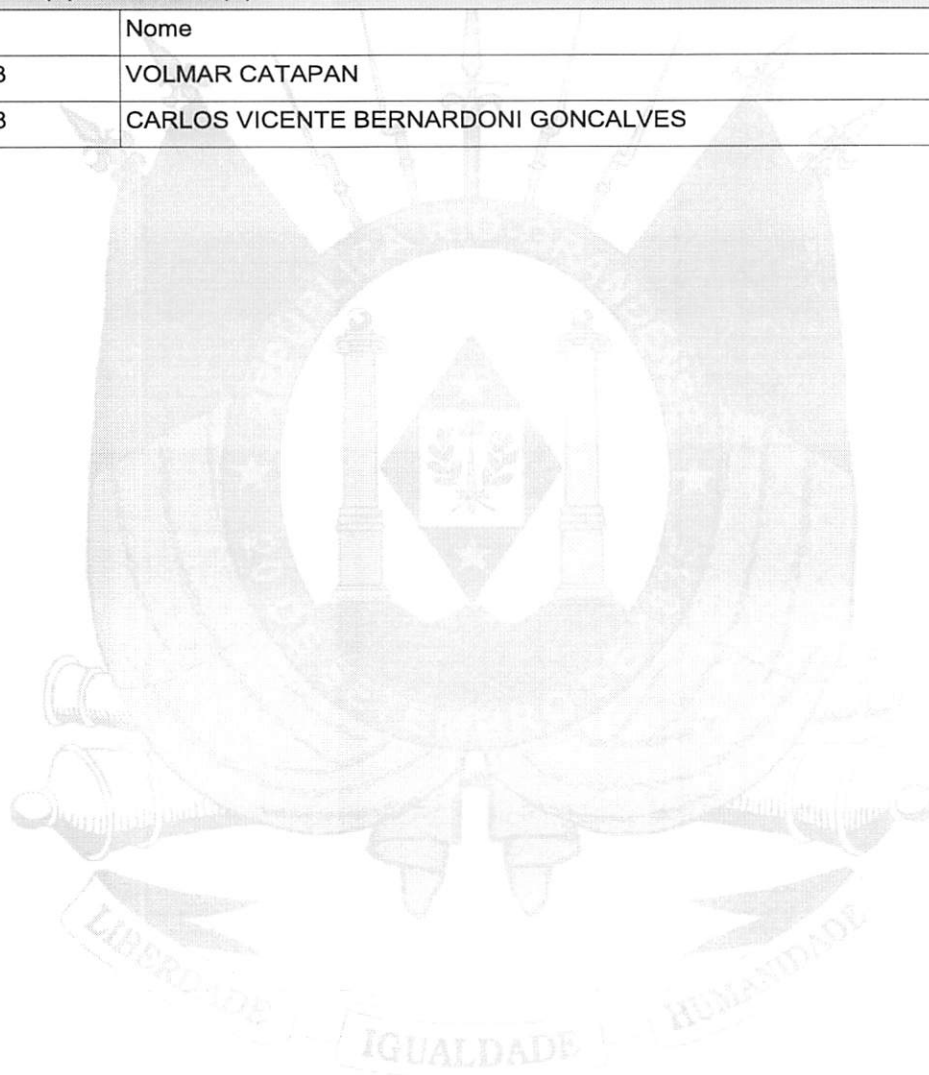 Nome
3 VOLMAR CATAPAN
3 CARLOS VICENTE BERNARDONI GONCALVES
LIBERDADE
IGUALDADE
HUMANIDADE